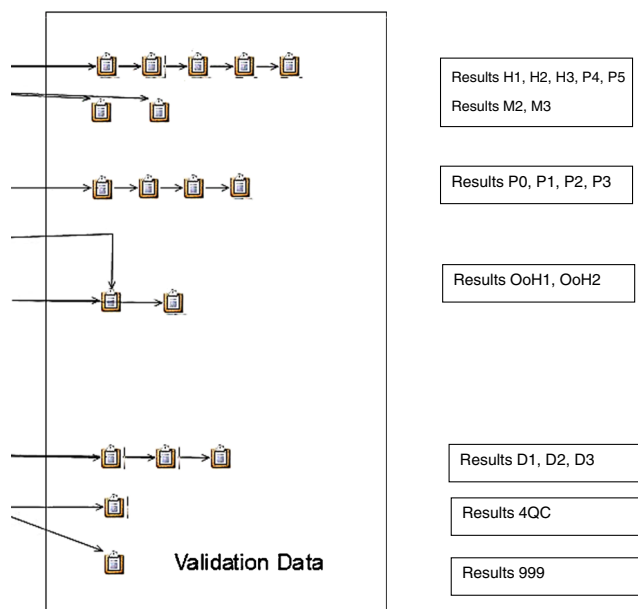 Results H1, H2, H3, P4, P5
Results M2, M3
Results P0, P1, P2, P3
Results OoH1, OoH2
Results D1, D2, D3
Results 4QC
Validation Data
Results 999